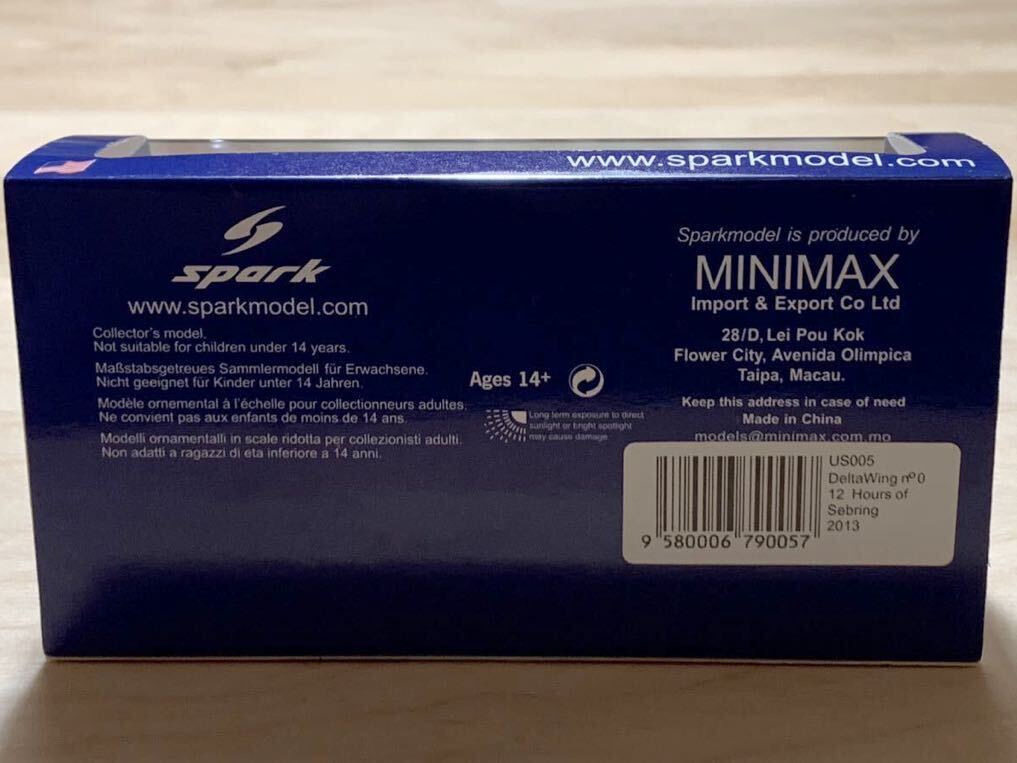 www.sparkmodel.com
spark
www.sparkmodel.com
Collector's model.
Not suitable for children under 14 years.
Maßstabsgetreues Sammlermodell für Erwachsene.
Nicht geeignet für Kinder unter 14 Jahren.
Modèle ornemental à l'échelle pour collectionneurs adultes.
Ne convient pas aux enfants de moins de 14 ans.
Modelli ornamentalli in scale ridotta per collezionisti adulti.
Non adatti a ragazzi di eta inferiore a 14 anni.
Ages 14+
Long term exposure to direct
sunlight or bright spotlight
may cause damage
Sparkmodel is produced by
MINIMAX
Import & Export Co Ltd
28/D, Lei Pou Kok
Flower City, Avenida Olimpica
Taipa, Macau.
Keep this address in case of need
Made in China
models@minimax.com.mo
US005
DeltaWing nº0
12 Hours of
Sebring
2013
9 580006 790057